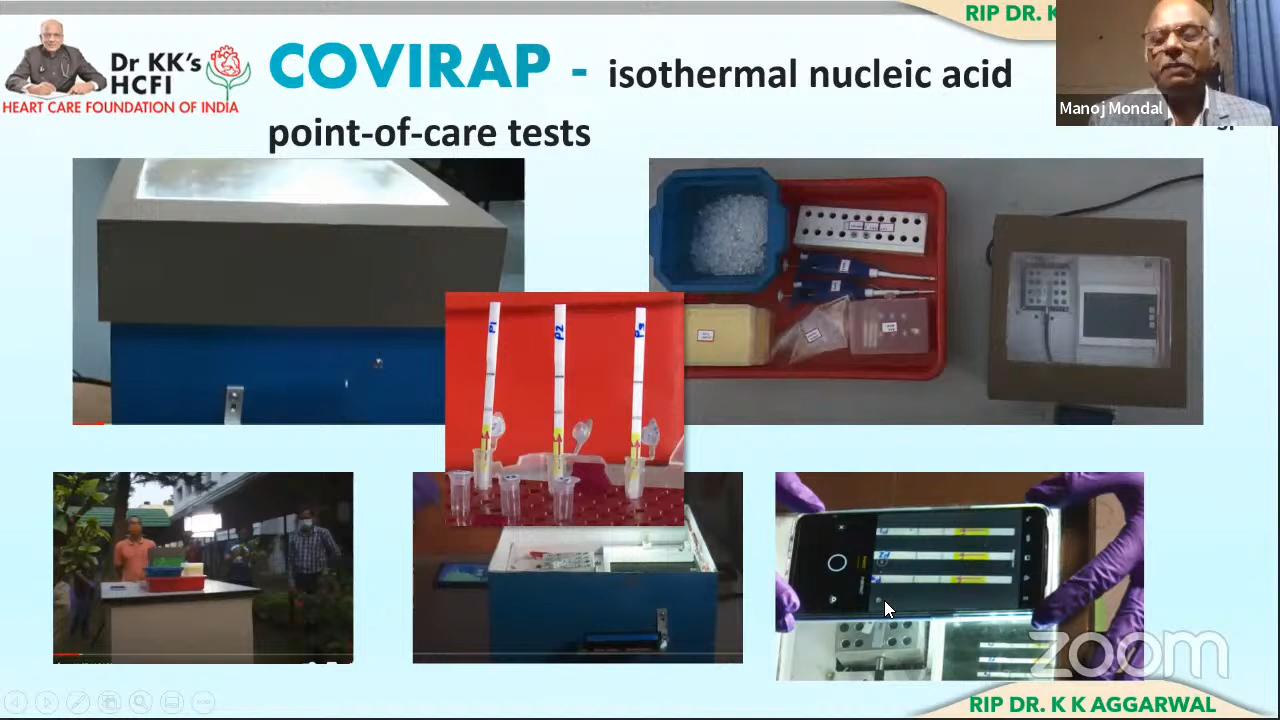 RIP DR. K
Dr KK's
HCFI
HEART CARE FOUNDATION OF INDIA
COVIRAP - isothermal nucleic acid
point-of-care tests
Manoj Mondal
P1
P2
zoom
RIP DR. K K AGGARWAL